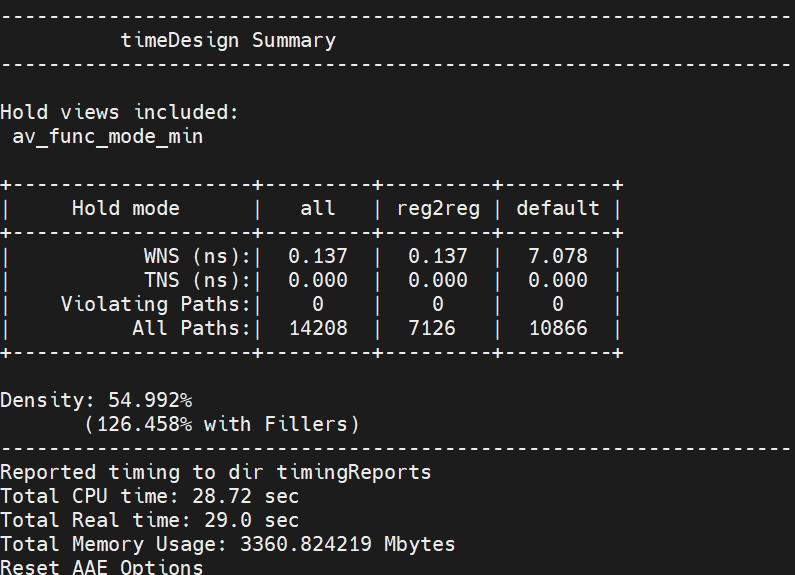 ------------------------------------------------------------------
          timeDesign Summary
------------------------------------------------------------------

Hold views included:
 av_func_mode_min

+--------------------+---------+---------+---------+
|     Hold mode      |   all   | reg2reg | default |
+--------------------+---------+---------+---------+
|           WNS (ns):|  0.137  |  0.137  |  7.078  |
|           TNS (ns):|  0.000  |  0.000  |  0.000  |
|    Violating Paths:|    0    |    0    |    0    |
|          All Paths:|  14208  |  7126   |  10866  |
+--------------------+---------+---------+---------+

Density: 54.992%
       (126.458% with Fillers)
------------------------------------------------------------------
Reported timing to dir timingReports
Total CPU time: 28.72 sec
Total Real time: 29.0 sec
Total Memory Usage: 3360.824219 Mbytes
Reset AAE Options